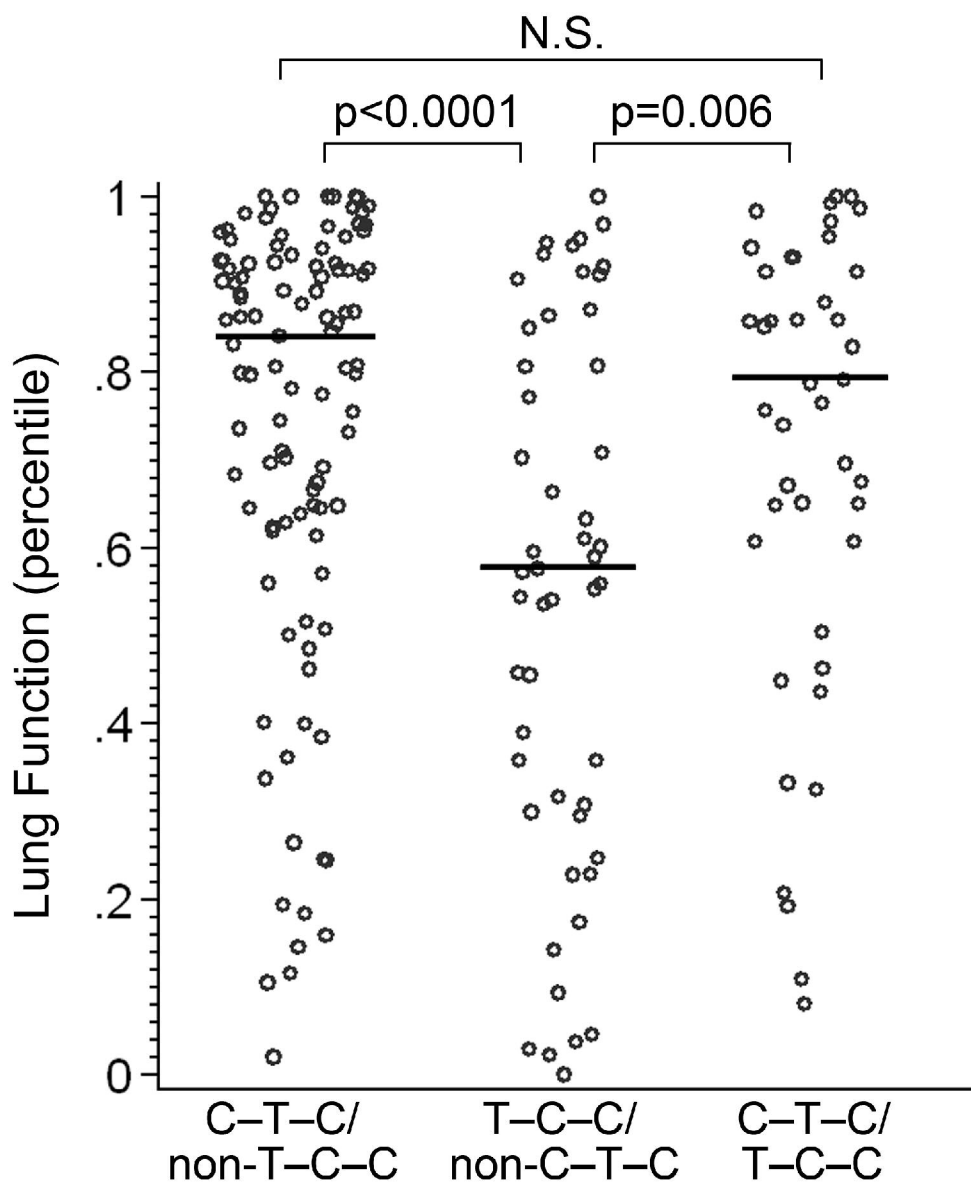 N.S.
p<0.0001
p=0.006
Lung Function (percentile)
1
.8
.6
.4
.2
0
C–T–C/
non-T–C–C
T–C–C/
non-C–T–C
C–T–C/
T–C–C